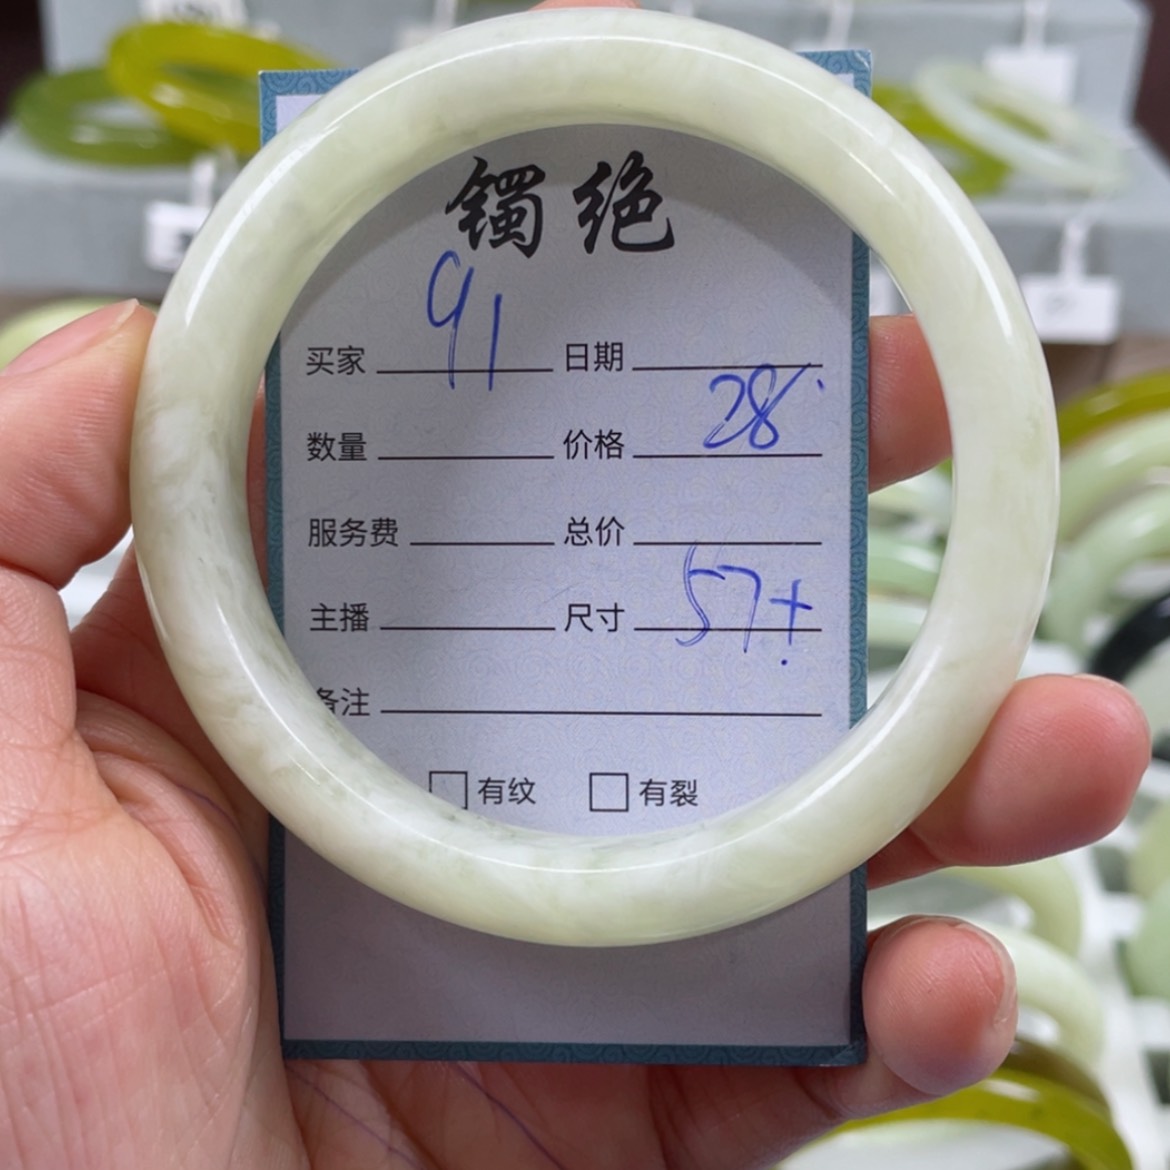 镯绝
91
买家 日期
数量 价格 28
服务费 总价
主播 尺寸 57+
备注
有纹 有裂